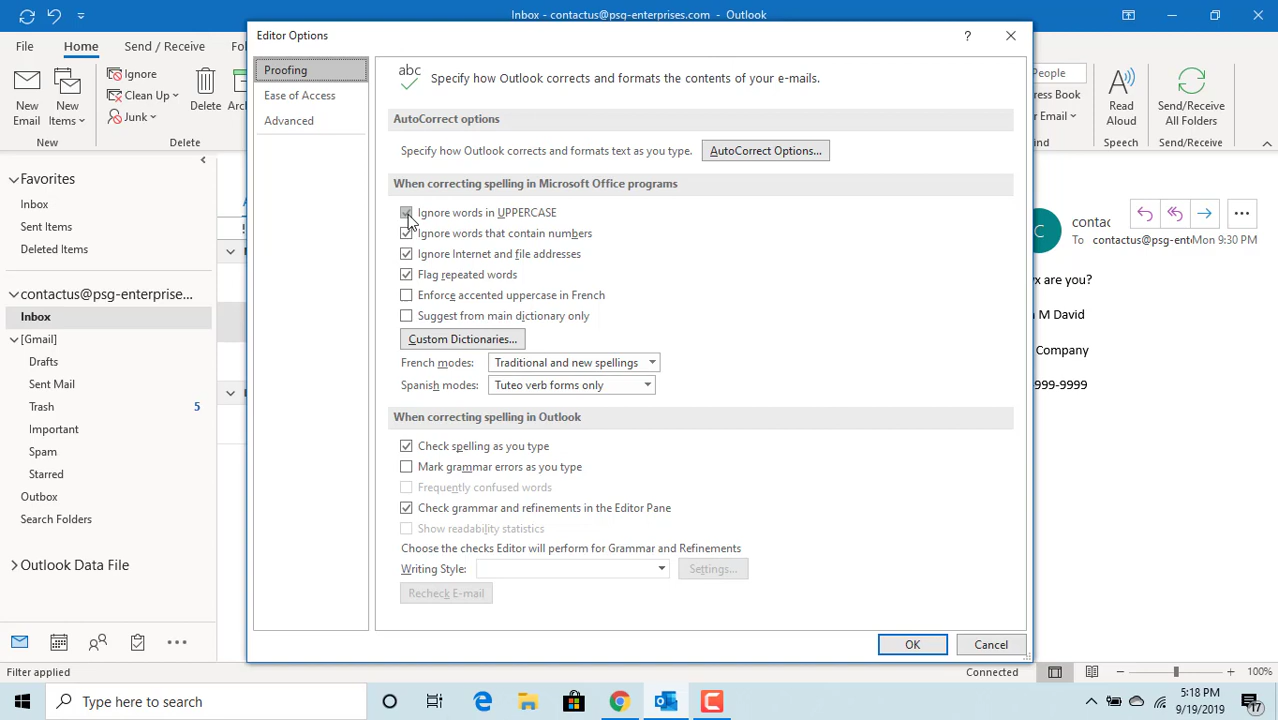 Inbox - contactus@psg-enterprises.com - Outlook
File
Home
Send / Receive
New Email
New Items
New
Ignore
Clean Up
Junk
Delete
Delete
People
Read Aloud
Speech
Send/Receive All Folders
Send/Receive
Favorites
Inbox
Sent Items
Deleted Items
contactus@psg-enterprise...
Inbox
[Gmail]
Drafts
Sent Mail
Trash 5
Important
Spam
Starred
Outbox
Search Folders
Outlook Data File
Editor Options
?
Proofing
Ease of Access
Advanced
abc
Specify how Outlook corrects and formats the contents of your e-mails.
AutoCorrect options
Specify how Outlook corrects and formats text as you type.
AutoCorrect Options...
When correcting spelling in Microsoft Office programs
Ignore words in UPPERCASE
Ignore words that contain numbers
Ignore Internet and file addresses
Flag repeated words
Enforce accented uppercase in French
Suggest from main dictionary only
Custom Dictionaries...
French modes: Traditional and new spellings
Spanish modes: Tuteo verb forms only
When correcting spelling in Outlook
Check spelling as you type
Mark grammar errors as you type
Frequently confused words
Check grammar and refinements in the Editor Pane
Show readability statistics
Choose the checks Editor will perform for Grammar and Refinements
Writing Style:
Settings...
Recheck E-mail
OK
Cancel
C
To contactus@psg-ent
Mon 9:30 PM
are you?
M David
Company
999-9999
Filter applied
Connected
100%
Type here to search
5:18 PM
9/19/2019
17